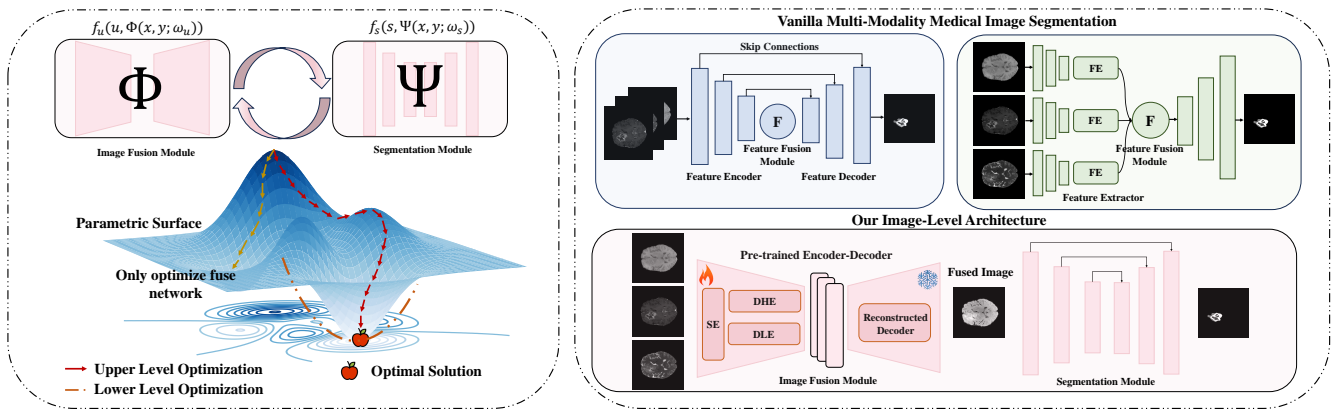 f_u(u, Φ(x, y; ω_u))
f_s(s, Ψ(x, y; ω_s))
Φ
Ψ
Image Fusion Module
Segmentation Module
Parametric Surface
Only optimize fuse
network
Upper Level Optimization
Lower Level Optimization
Optimal Solution
Vanilla Multi-Modality Medical Image Segmentation
Skip Connections
F
Feature Fusion
Module
Feature Encoder
Feature Decoder
FE
FE
FE
F
Feature Fusion
Module
Feature Extractor
Our Image-Level Architecture
Pre-trained Encoder-Decoder
SE
DHE
DLE
Reconstructed
Decoder
Image Fusion Module
Fused Image
Segmentation Module